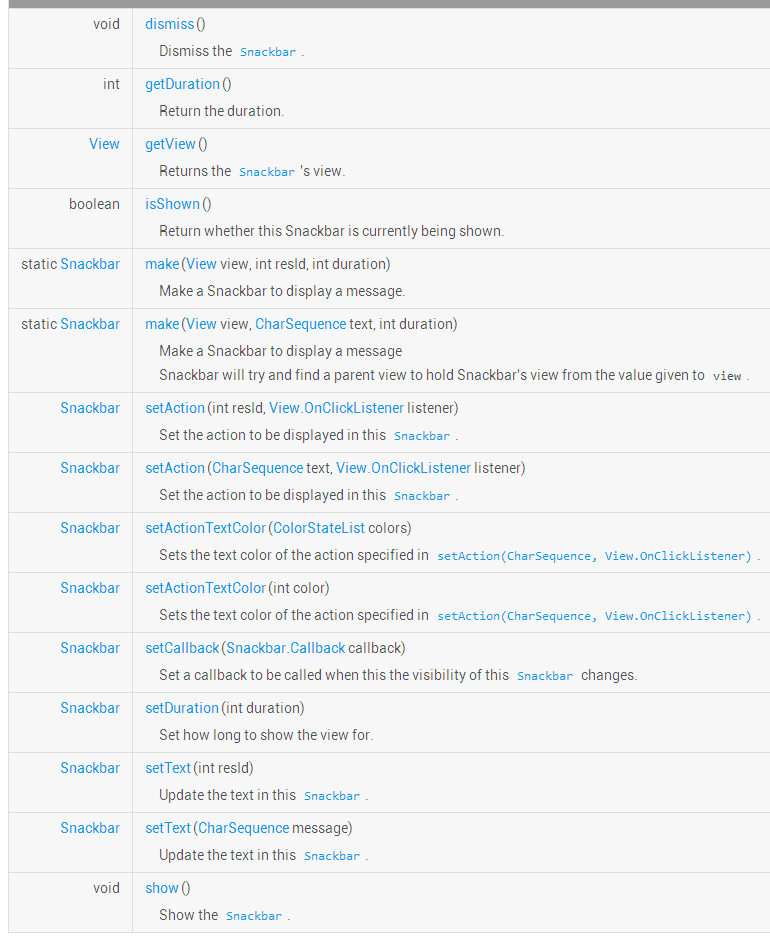 void dismiss()
Dismiss the Snackbar .
int getDuration()
Return the duration.
View getView()
Returns the Snackbar 's view.
boolean isShown()
Return whether this Snackbar is currently being shown.
static Snackbar make(View view, int resId, int duration)
Make a Snackbar to display a message.
static Snackbar make(View view, CharSequence text, int duration)
Make a Snackbar to display a message
Snackbar will try and find a parent view to hold Snackbar's view from the value given to view .
Snackbar setAction(int resId, View.OnClickListener listener)
Set the action to be displayed in this Snackbar .
Snackbar setAction(CharSequence text, View.OnClickListener listener)
Set the action to be displayed in this Snackbar .
Snackbar setActionTextColor(ColorStateList colors)
Sets the text color of the action specified in setAction(CharSequence, View.OnClickListener) .
Snackbar setActionTextColor(int color)
Sets the text color of the action specified in setAction(CharSequence, View.OnClickListener) .
Snackbar setCallback(Snackbar.Callback callback)
Set a callback to be called when this the visibility of this Snackbar changes.
Snackbar setDuration(int duration)
Set how long to show the view for.
Snackbar setText(int resId)
Update the text in this Snackbar .
Snackbar setText(CharSequence message)
Update the text in this Snackbar .
void show()
Show the Snackbar .